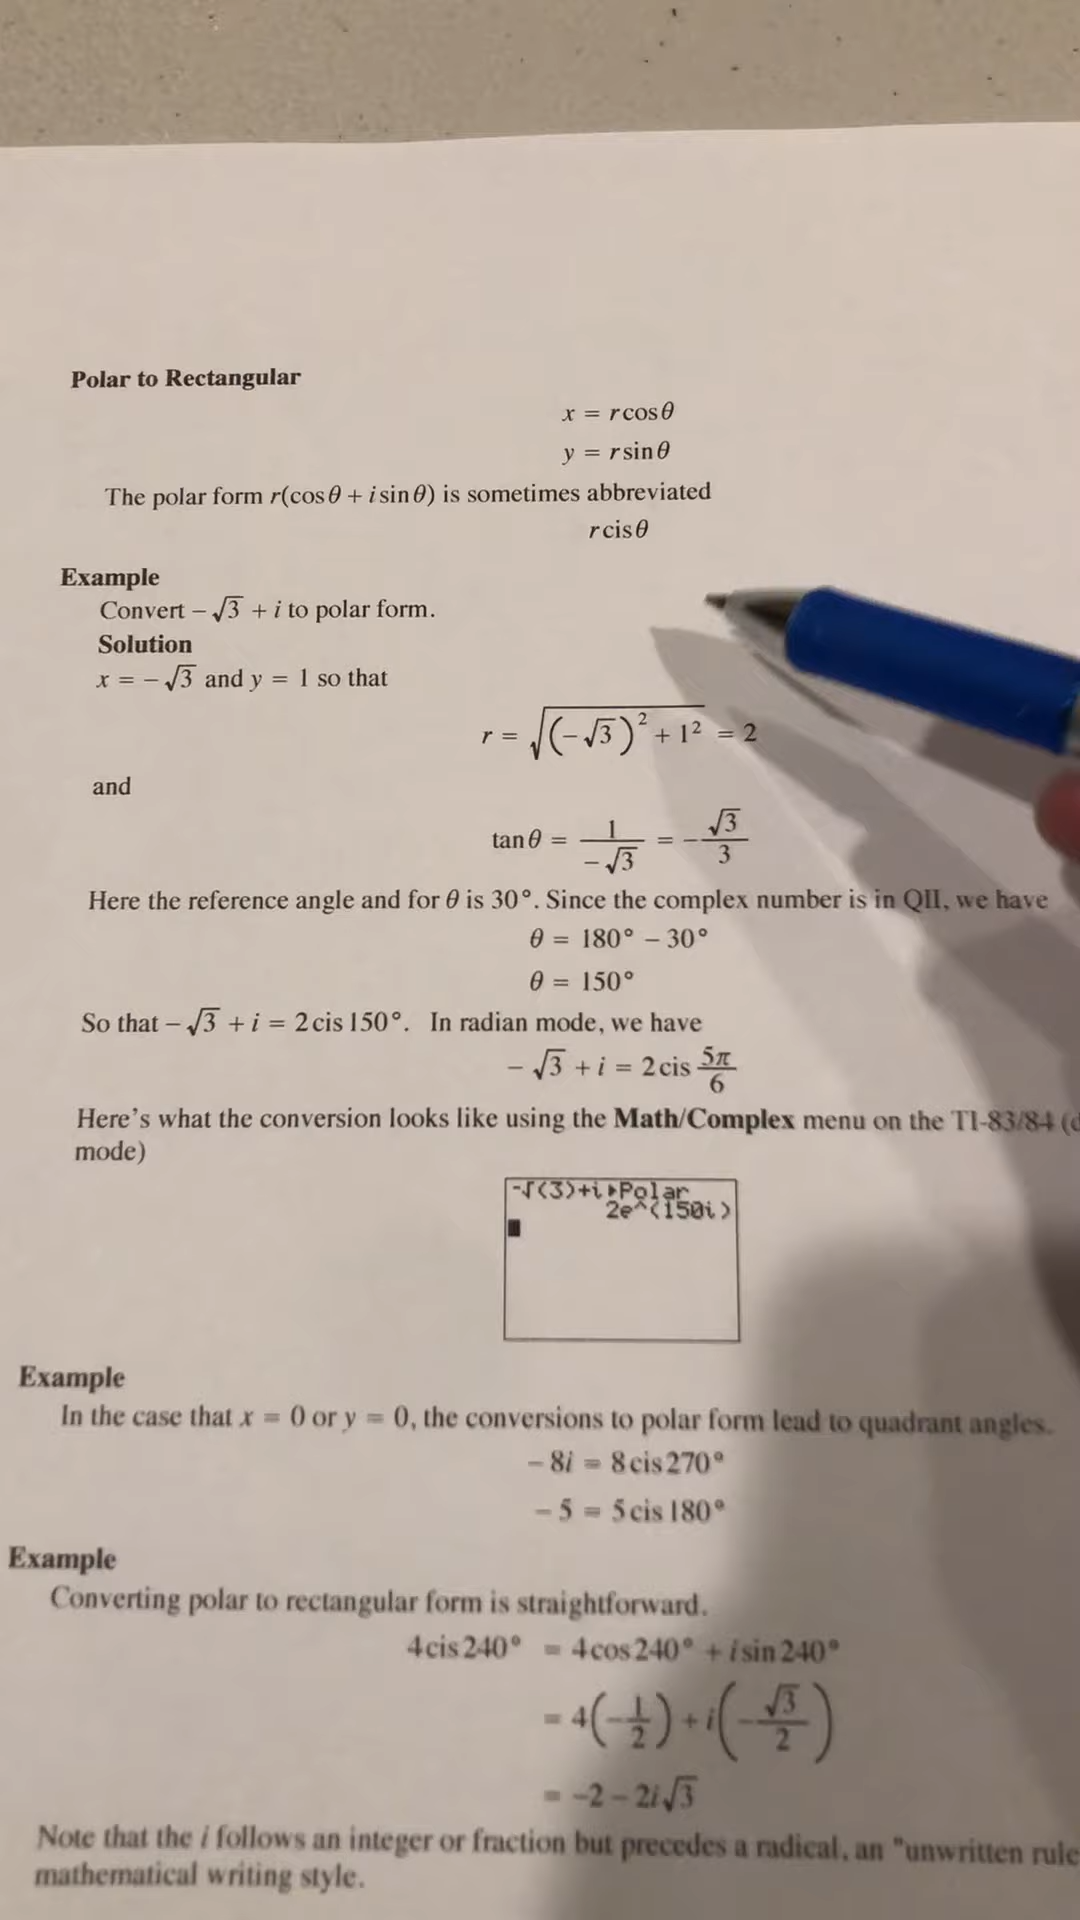 Polar to Rectangular
x = r cos θ
y = r sin θ
The polar form r(cos θ + i sin θ) is sometimes abbreviated
r cis θ
Example
Convert −√3 + i to polar form.
Solution
x = −√3 and y = 1 so that
r = √((−√3)² + 1²) = 2
and
tan θ = 1/(−√3) = −√3/3
Here the reference angle and for θ is 30°. Since the complex number is in QII, we have
θ = 180° − 30°
θ = 150°
So that −√3 + i = 2 cis 150°. In radian mode, we have
−√3 + i = 2 cis 5π/6
Here's what the conversion looks like using the Math/Complex menu on the TI-83/84
mode)
-√(3)+i▸Polar
2e^(150i)
Example
In the case that x = 0 or y = 0, the conversions to polar form lead to quadrant angles.
−8i = 8 cis 270°
−5 = 5 cis 180°
Example
Converting polar to rectangular form is straightforward.
4 cis 240° = 4 cos 240° + i sin 240°
= 4(−1/2) + i(−√3/2)
= −2 − 2i√3
Note that the i follows an integer or fraction but precedes a radical, an "unwritten rule
mathematical writing style.